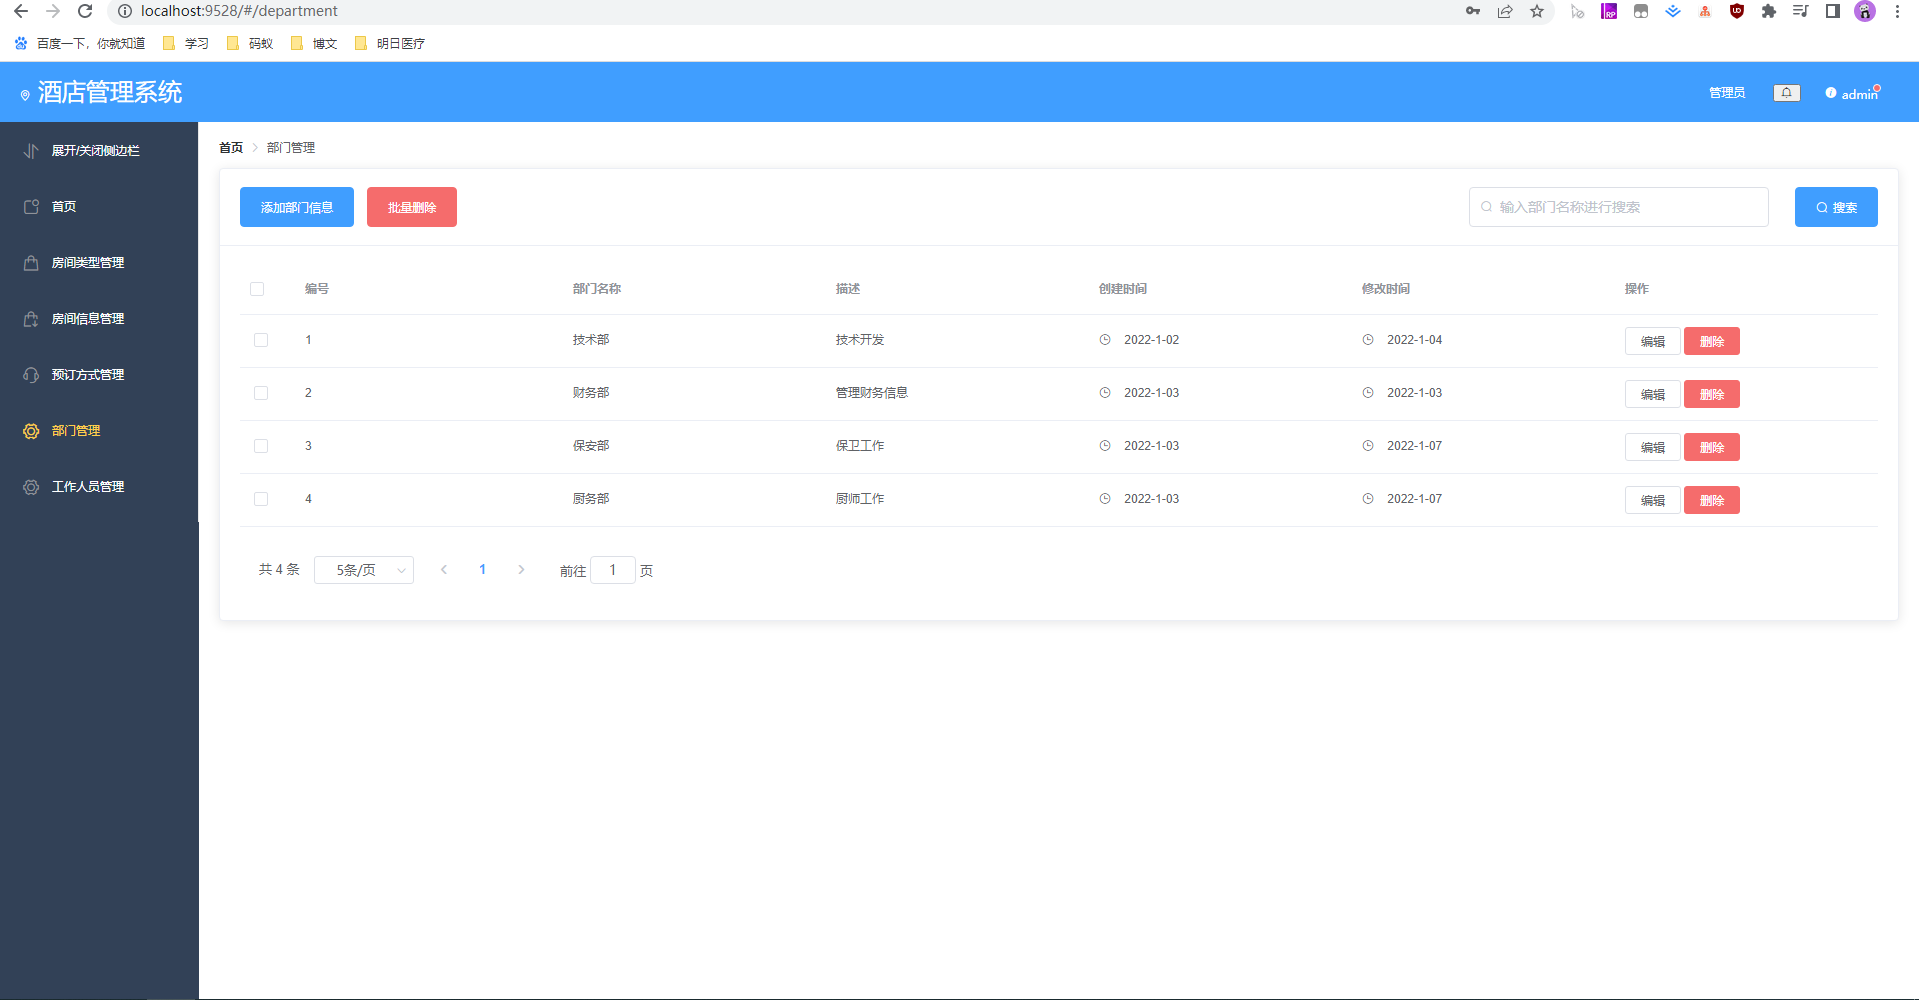 localhost:9528/#/department
百度一下，你就知道 学习 码蚁 博文 明日医疗
酒店管理系统 管理员 admin
展开/关闭侧边栏
首页
房间类型管理
房间信息管理
预订方式管理
部门管理
工作人员管理
首页 部门管理
添加部门信息 批量删除 输入部门名称进行搜索 搜索
编号 部门名称 描述 创建时间 修改时间 操作
1 技术部 技术开发 2022-1-02 2022-1-04 编辑 删除
2 财务部 管理财务信息 2022-1-03 2022-1-03 编辑 删除
3 保安部 保卫工作 2022-1-03 2022-1-07 编辑 删除
4 厨务部 厨师工作 2022-1-03 2022-1-07 编辑 删除
共 4 条 5条/页 1 前往 1 页